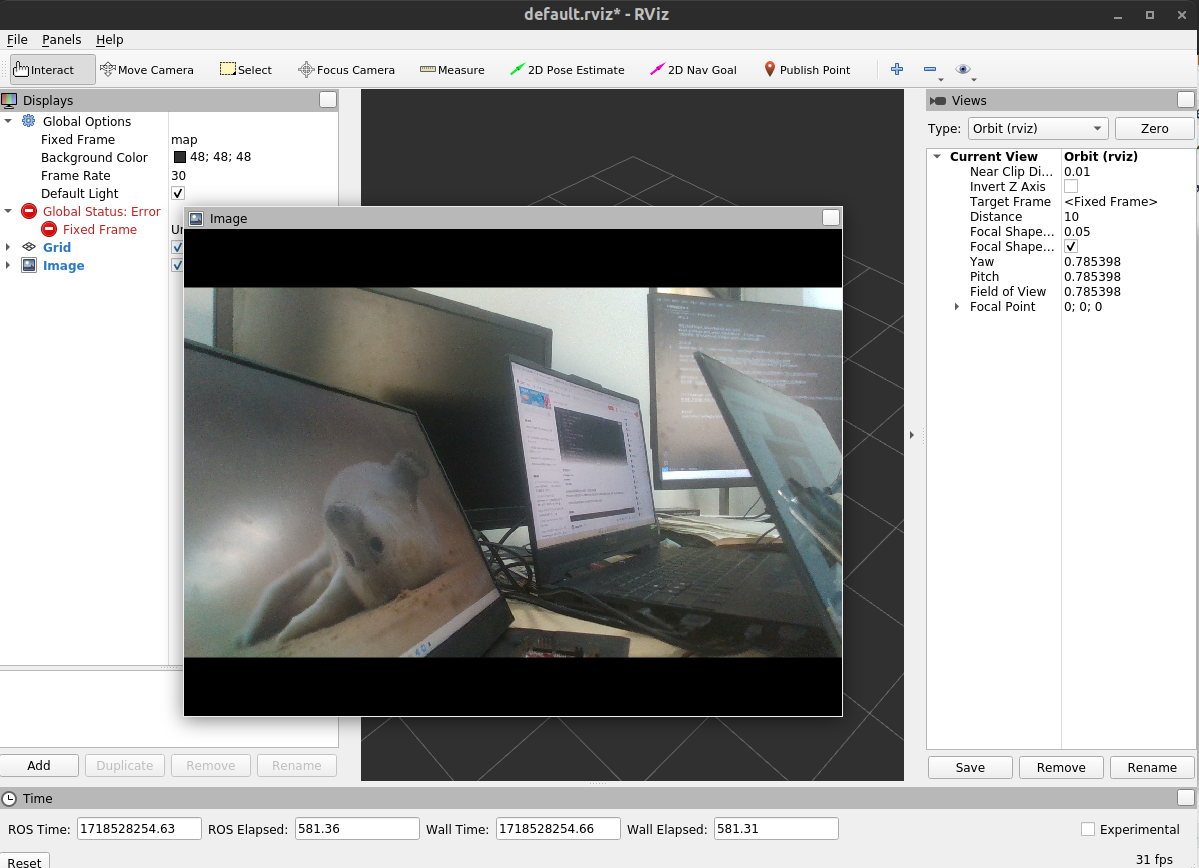 default.rviz* - RViz
File Panels Help
Interact Move Camera Select Focus Camera Measure 2D Pose Estimate 2D Nav Goal Publish Point
Displays
Global Options
Fixed Frame map
Background Color 48; 48; 48
Frame Rate 30
Default Light
Global Status: Error
Fixed Frame
Grid
Image
Add Duplicate Remove Rename
Image
Views
Type: Orbit (rviz) Zero
Current View Orbit (rviz)
Near Clip Di... 0.01
Invert Z Axis
Target Frame <Fixed Frame>
Distance 10
Focal Shape... 0.05
Focal Shape...
Yaw 0.785398
Pitch 0.785398
Field of View 0.785398
Focal Point 0; 0; 0
Save Remove Rename
Time
ROS Time: 1718528254.63 ROS Elapsed: 581.36 Wall Time: 1718528254.66 Wall Elapsed: 581.31 Experimental
Reset 31 fps